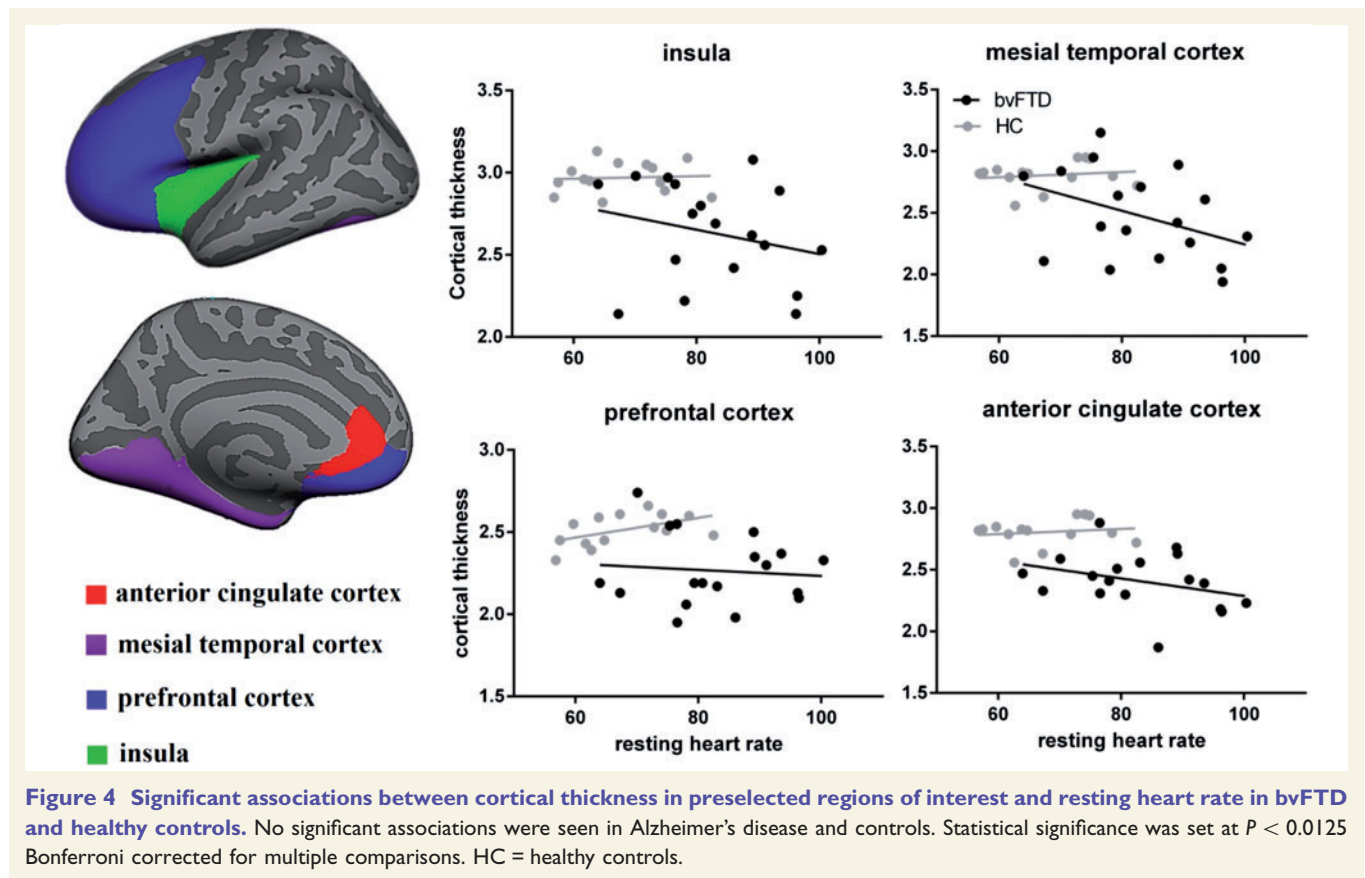 insula
3.5
3.0
2.5
2.0
Cortical thickness
60 80 100
mesial temporal cortex
bvFTD
HC
3.5
3.0
2.5
2.0
1.5
60 80 100
prefrontal cortex
3.0
2.5
2.0
1.5
cortical thickness
60 80 100
resting heart rate
anterior cingulate cortex
3.5
3.0
2.5
2.0
1.5
60 80 100
resting heart rate
anterior cingulate cortex
mesial temporal cortex
prefrontal cortex
insula
Figure 4 Significant associations between cortical thickness in preselected regions of interest and resting heart rate in bvFTD
and healthy controls. No significant associations were seen in Alzheimer's disease and controls. Statistical significance was set at P < 0.0125
Bonferroni corrected for multiple comparisons. HC = healthy controls.